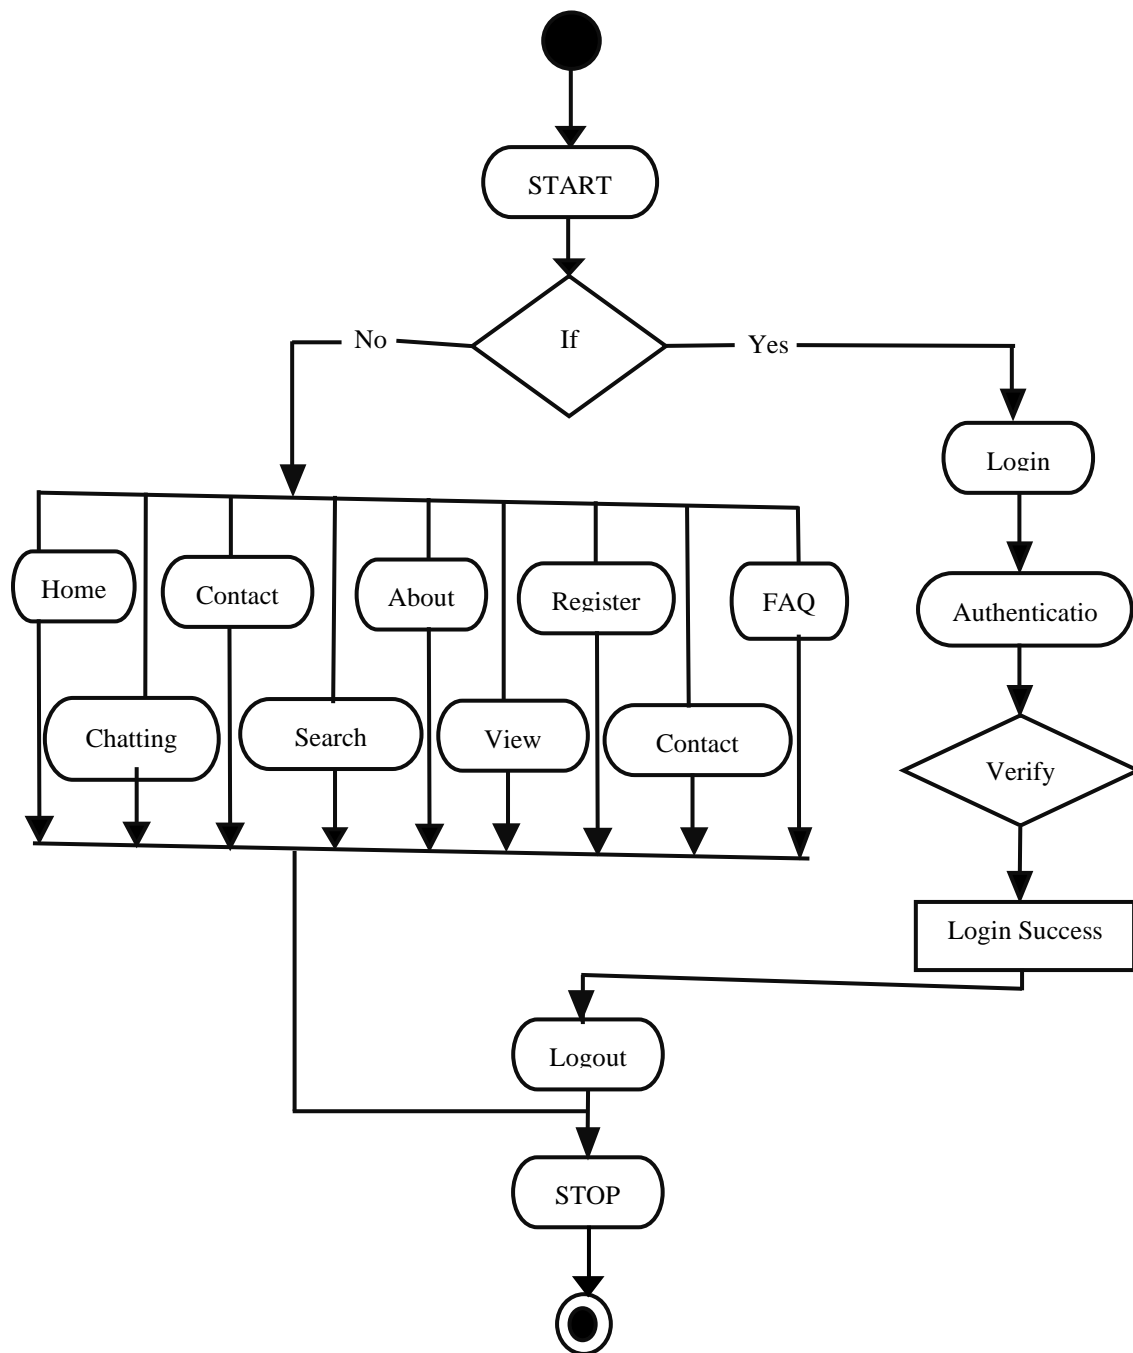 START
If
No
Yes
Login
Home
Contact
About
Register
FAQ
Authenticatio
Chatting
Search
View
Contact
Verify
Login Success
Logout
STOP